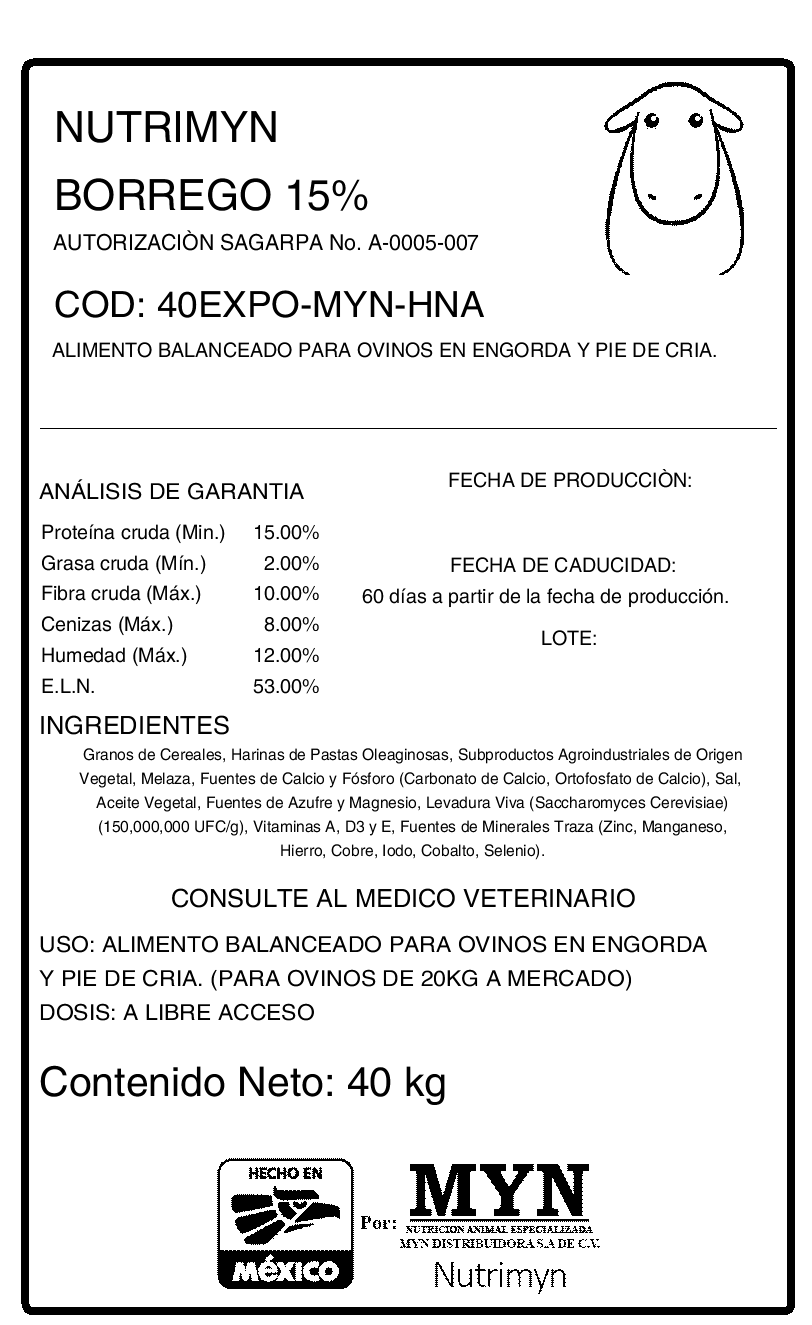 NUTRIMYN
BORREGO 15%
AUTORIZACIÒN SAGARPA No. A-0005-007
COD: 40EXPO-MYN-HNA
ALIMENTO BALANCEADO PARA OVINOS EN ENGORDA Y PIE DE CRIA.
ANÁLISIS DE GARANTIA
Proteína cruda (Min.) 15.00%
Grasa cruda (Mín.) 2.00%
Fibra cruda (Máx.) 10.00%
Cenizas (Máx.) 8.00%
Humedad (Máx.) 12.00%
E.L.N. 53.00%
FECHA DE PRODUCCIÒN:
FECHA DE CADUCIDAD:
60 días a partir de la fecha de producción.
LOTE:
INGREDIENTES
Granos de Cereales, Harinas de Pastas Oleaginosas, Subproductos Agroindustriales de Origen
Vegetal, Melaza, Fuentes de Calcio y Fósforo (Carbonato de Calcio, Ortofosfato de Calcio), Sal,
Aceite Vegetal, Fuentes de Azufre y Magnesio, Levadura Viva (Saccharomyces Cerevisiae)
(150,000,000 UFC/g), Vitaminas A, D3 y E, Fuentes de Minerales Traza (Zinc, Manganeso,
Hierro, Cobre, Iodo, Cobalto, Selenio).
CONSULTE AL MEDICO VETERINARIO
USO: ALIMENTO BALANCEADO PARA OVINOS EN ENGORDA
Y PIE DE CRIA. (PARA OVINOS DE 20KG A MERCADO)
DOSIS: A LIBRE ACCESO
Contenido Neto: 40 kg
HECHO EN
México
Por:
MYN
NUTRICION ANIMAL ESPECIALIZADA
MYN DISTRIBUIDORA S.A DE C.V.
Nutrimyn